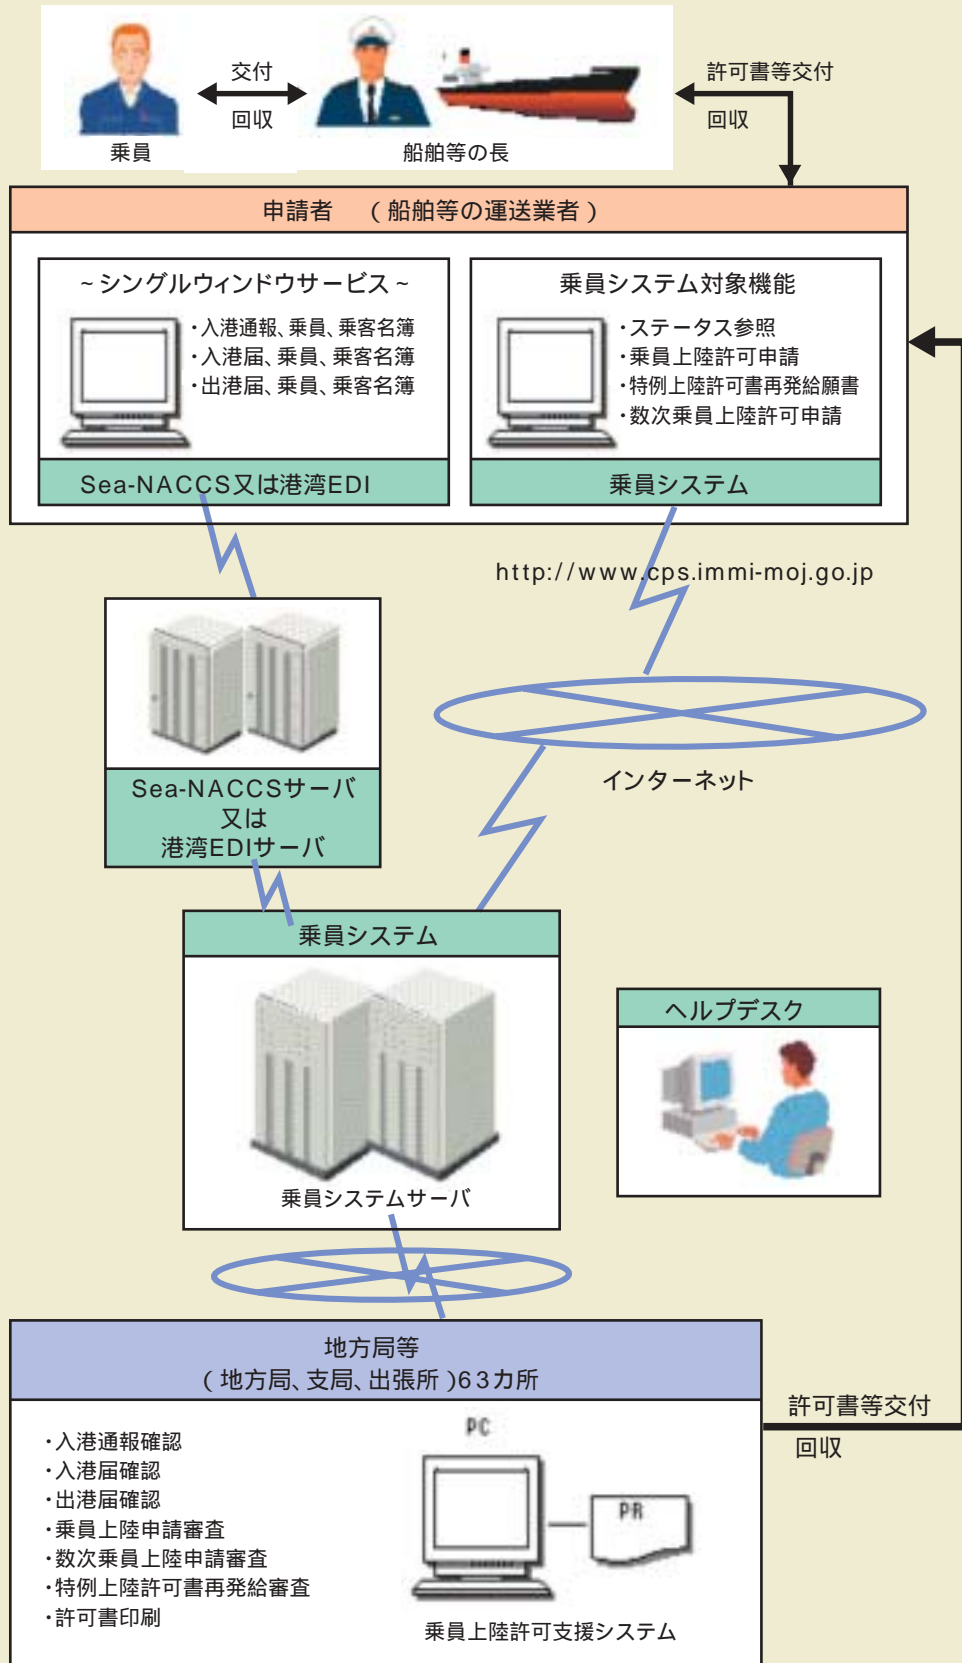 交付
回収
乗員
船舶等の長
許可書等交付
回収
申請者 （船舶等の運送業者）
~シングルウィンドウサービス~
・入港通報、乗員、乗客名簿
・入港届、乗員、乗客名簿
・出港届、乗員、乗客名簿
Sea-NACCS又は港湾EDI
乗員システム対象機能
・ステータス参照
・乗員上陸許可申請
・特例上陸許可書再発給願書
・数次乗員上陸許可申請
乗員システム
http://www.cps.immi-moj.go.jp
Sea-NACCSサーバ
又は
港湾EDIサーバ
インターネット
乗員システム
乗員システムサーバ
ヘルプデスク
地方局等
（地方局、支局、出張所）63カ所
・入港通報確認
・入港届確認
・出港届確認
・乗員上陸申請審査
・数次乗員上陸申請審査
・特例上陸許可書再発給審査
・許可書印刷
PC
PR
乗員上陸許可支援システム
許可書等交付
回収